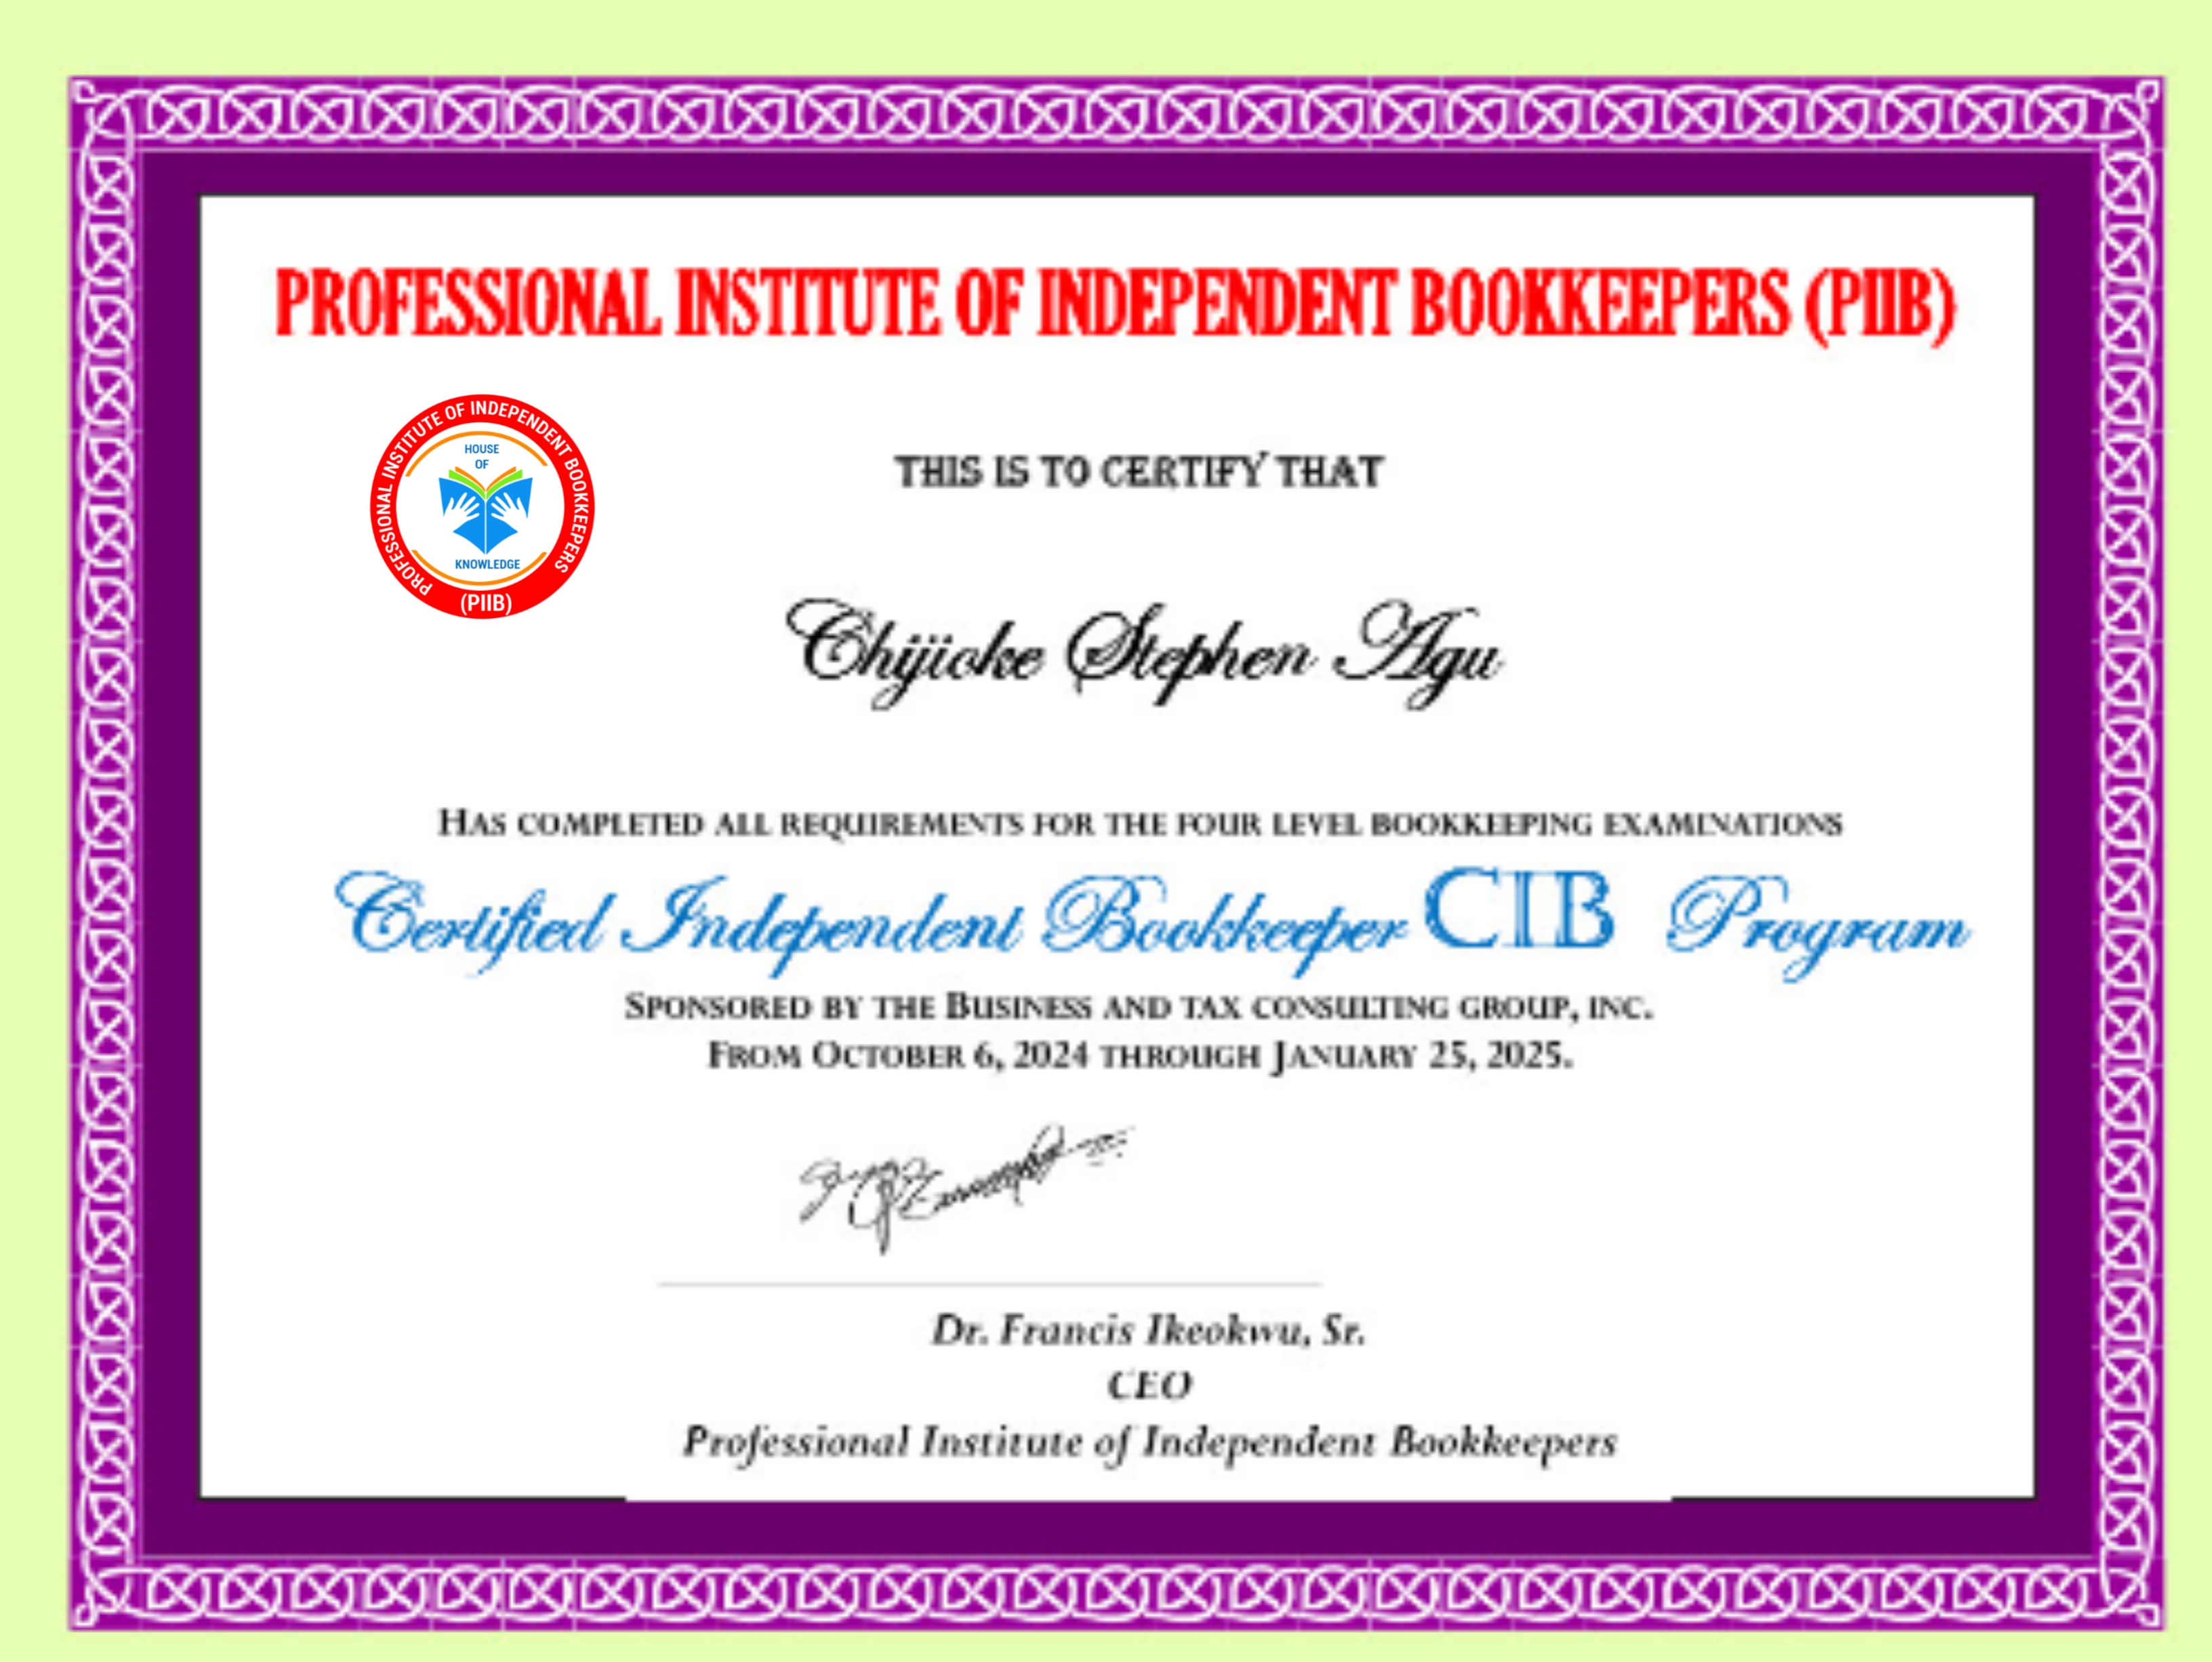 PROFESSIONAL INSTITUTE OF INDEPENDENT BOOKKEEPERS (PIIB)
PROFESSIONAL INSTITUTE OF INDEPENDENT BOOKKEEPERS
HOUSE
OF
KNOWLEDGE
(PIIB)
THIS IS TO CERTIFY THAT
Chijioke Stephen Agu
HAS COMPLETED ALL REQUIREMENTS FOR THE FOUR LEVEL BOOKKEEPING EXAMINATIONS
Certified Independent Bookkeeper CIB Program
SPONSORED BY THE BUSINESS AND TAX CONSULTING GROUP, INC.
FROM OCTOBER 6, 2024 THROUGH JANUARY 25, 2025.
Dr. Francis Ikeokwu, Sr.
CEO
Professional Institute of Independent Bookkeepers